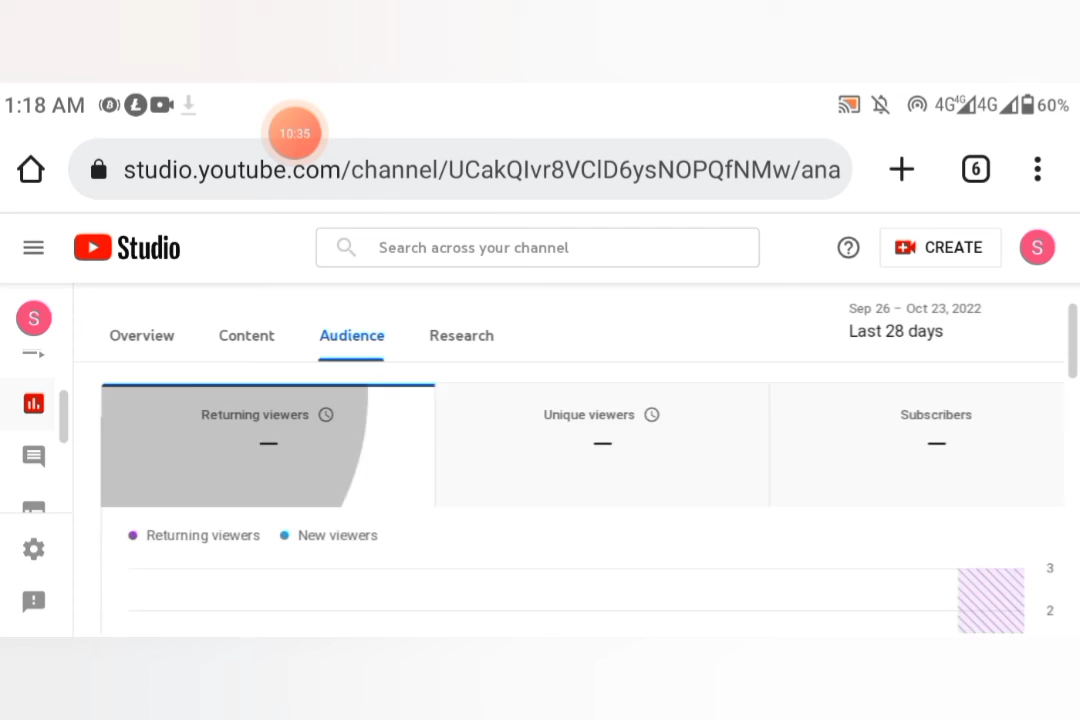 1:18 AM
4G 4G 4G 60%
10:35
studio.youtube.com/channel/UCakQIvr8VClD6ysNOPQfNMw/ana
6
Studio
Search across your channel
CREATE
S
S
Overview
Content
Audience
Research
Sep 26 – Oct 23, 2022
Last 28 days
Returning viewers
—
Unique viewers
—
Subscribers
—
Returning viewers
New viewers
3
2